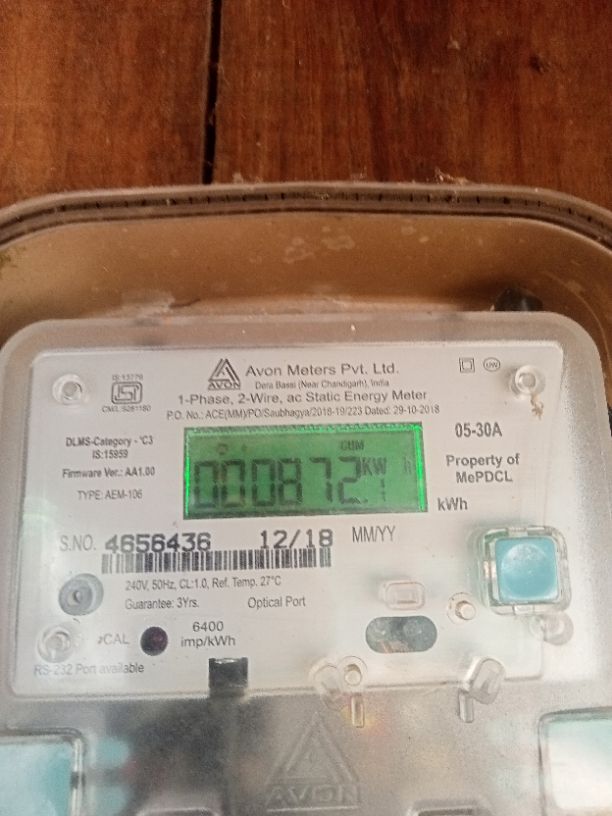 IS:13779
ISI
AVON
Avon Meters Pvt. Ltd.
Dera Bassi (Near Chandigarh), India
UW
1-Phase, 2-Wire, ac Static Energy Meter
P.O. No.: ACE(MM)/PO/Saubhagya/2018-19/223 Dated: 29-10-2018
DLMS-Category - 'C3
IS:15959
Firmware Ver.: AA1.00
TYPE: AEM-106
CUM
000872.1 KW h
kWh
05-30A
Property of
MePDCL
S.NO. 4656436 12/18 MM/YY
240V, 50Hz, CL:1.0, Ref. Temp. 27°C
Guarantee: 3Yrs. Optical Port
CAL
6400
imp/kWh
RS-232 Port available
AVON